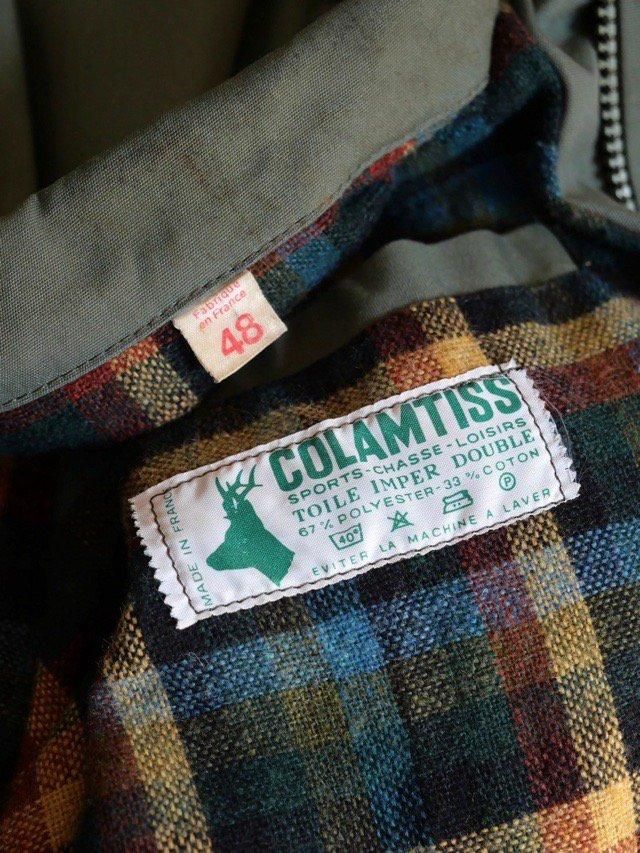 Fabriqué
en France
48
COLAMTISS
SPORTS-CHASSE-LOISIRS
TOILE IMPER DOUBLE
67 % POLYESTER-33 % COTON
40°
P
EVITER LA MACHINE A LAVER
MADE IN FRANCE